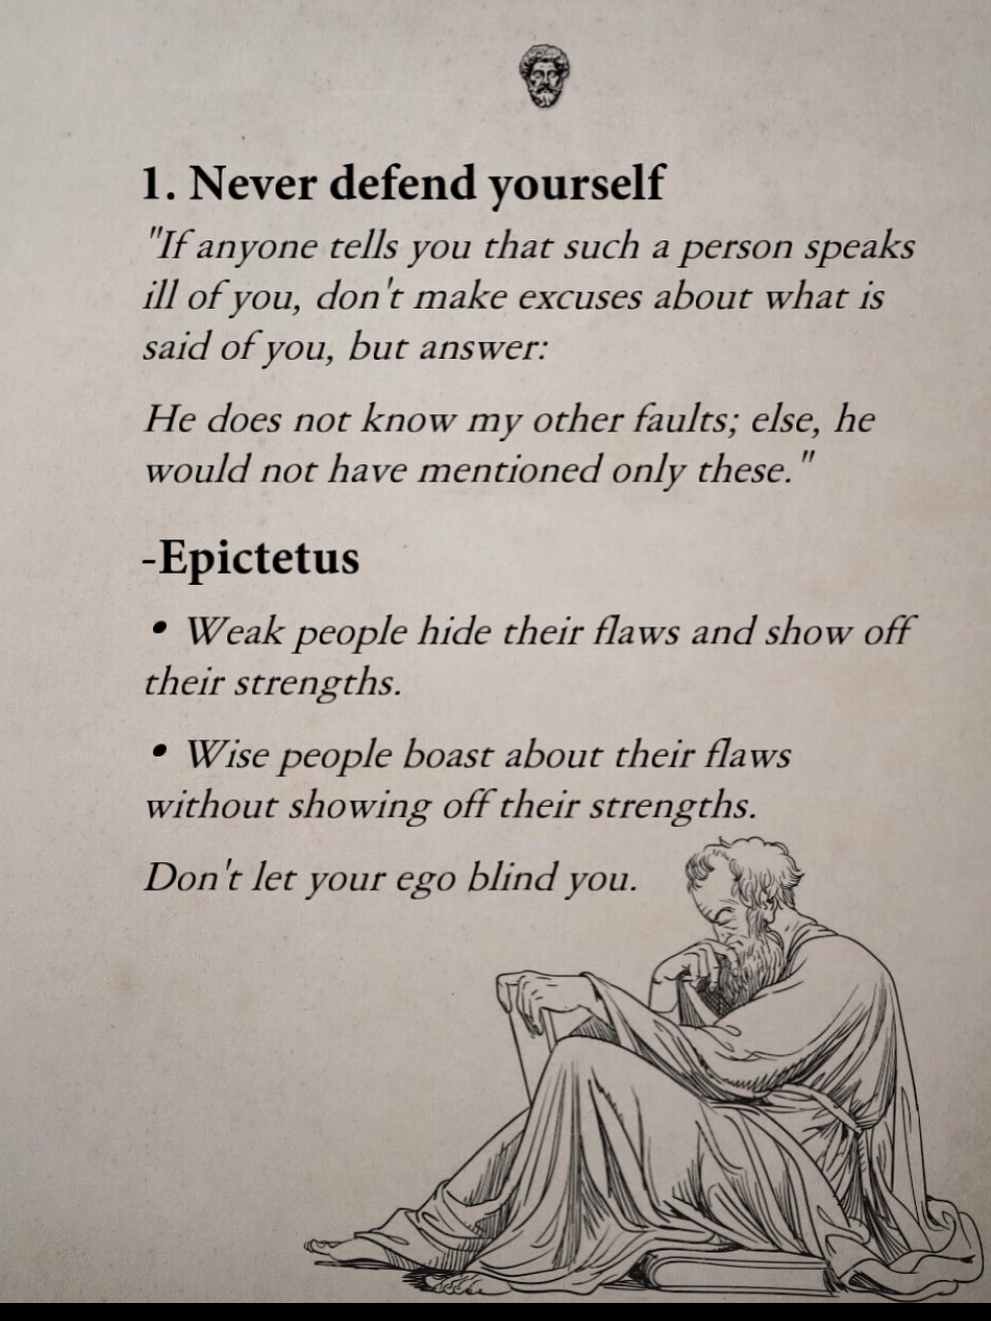 1. Never defend yourself
"If anyone tells you that such a person speaks
ill of you, don't make excuses about what is
said of you, but answer:
He does not know my other faults; else, he
would not have mentioned only these."
-Epictetus
• Weak people hide their flaws and show off
their strengths.
• Wise people boast about their flaws
without showing off their strengths.
Don't let your ego blind you.